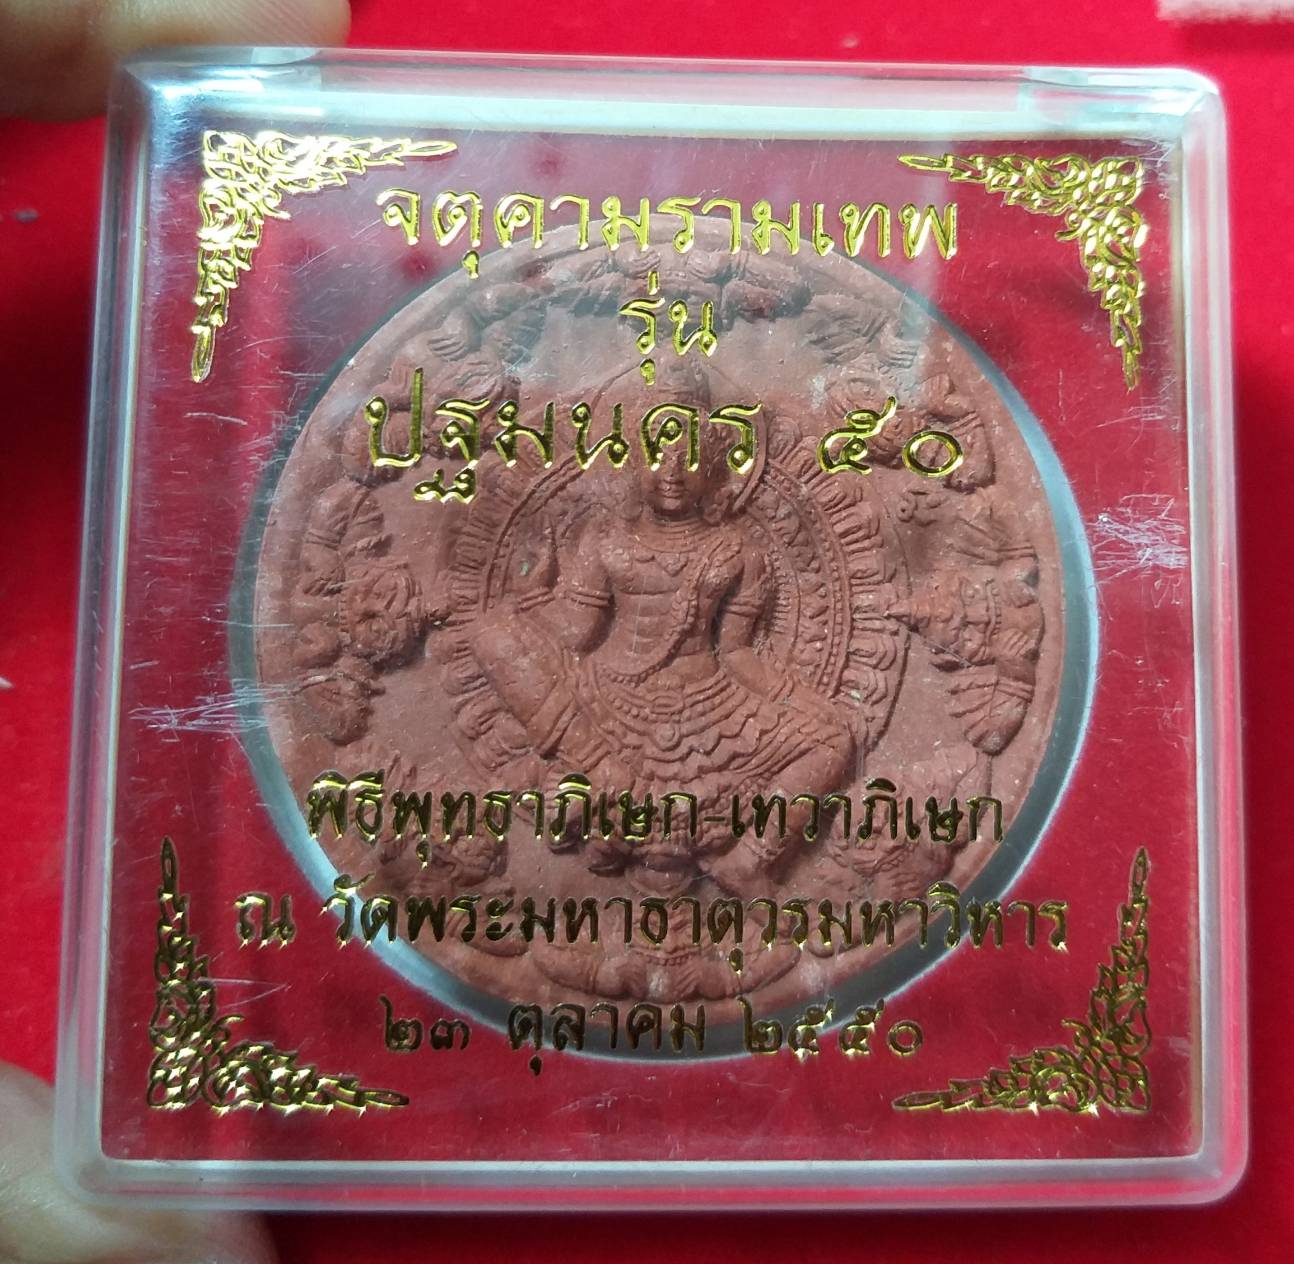 จตุคามรามเทพ
รุ่น
ปฐมนคร ๕๐
พิธีพุทธาภิเษก-เทวาภิเษก
ณ วัดพระมหาธาตุวรมหาวิหาร
๒๓ ตุลาคม ๒๕๕๐